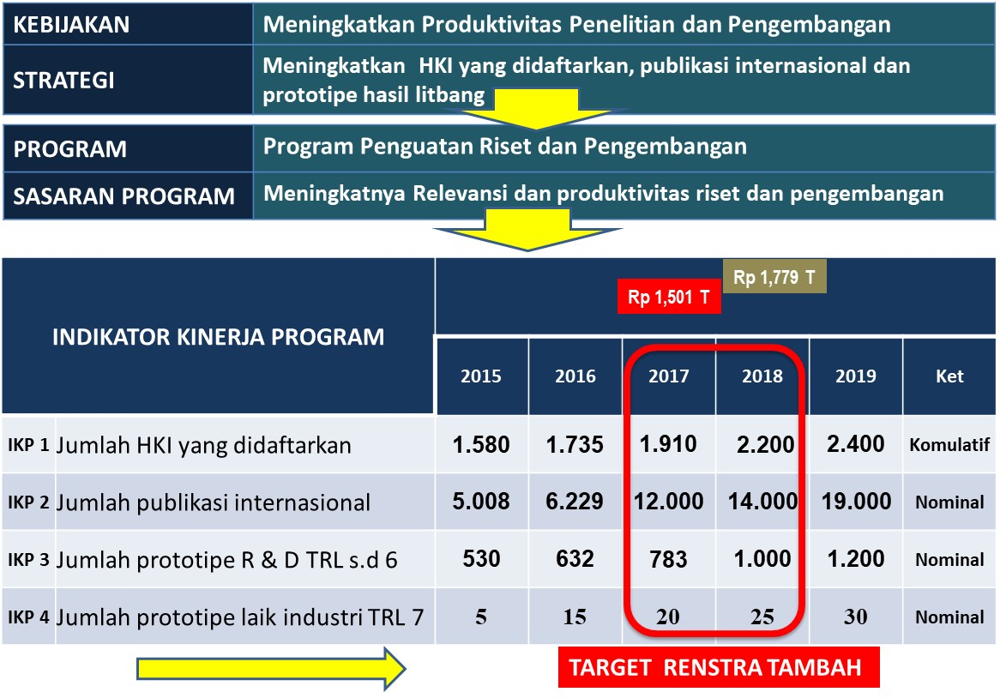 KEBIJAKAN Meningkatkan Produktivitas Penelitian dan Pengembangan
STRATEGI Meningkatkan HKI yang didaftarkan, publikasi internasional dan
prototipe hasil litbang
PROGRAM Program Penguatan Riset dan Pengembangan
SASARAN PROGRAM Meningkatnya Relevansi dan produktivitas riset dan pengembangan
Rp 1,779 T
Rp 1,501 T
INDIKATOR KINERJA PROGRAM
2015 2016 2017 2018 2019 Ket
IKP 1 Jumlah HKI yang didaftarkan 1.580 1.735 1.910 2.200 2.400 Komulatif
IKP 2 Jumlah publikasi internasional 5.008 6.229 12.000 14.000 19.000 Nominal
IKP 3 Jumlah prototipe R & D TRL s.d 6 530 632 783 1.000 1.200 Nominal
IKP 4 Jumlah prototipe laik industri TRL 7 5 15 20 25 30 Nominal
TARGET RENSTRA TAMBAH